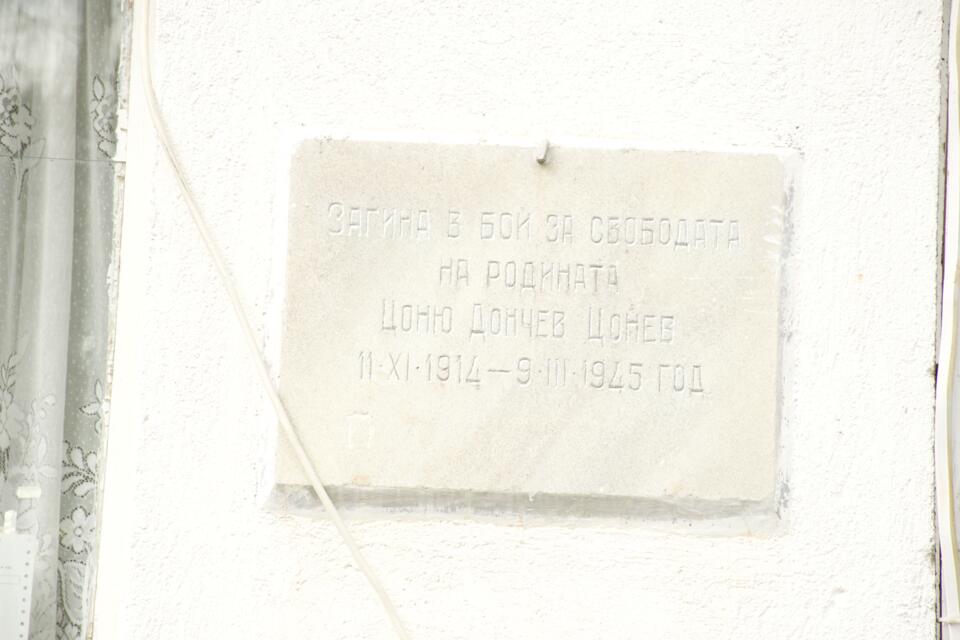 ЗАГИНА В БОЙ ЗА СВОБОДАТА
НА РОДИНАТА
ЦОНЮ ДОНЧЕВ ЦОНЕВ
11·XI·1914–9·III·1945 ГОД